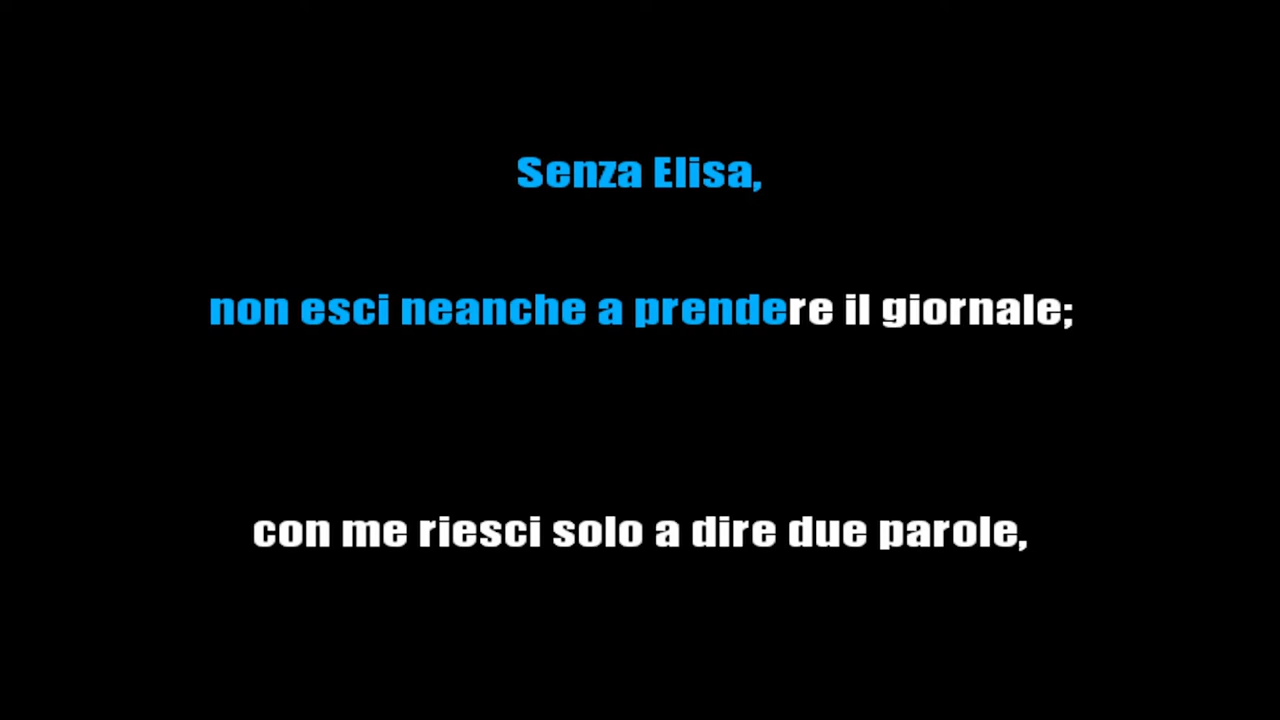 Senza Elisa,
non esci neanche a prendere il giornale;
con me riesci solo a dire due parole,